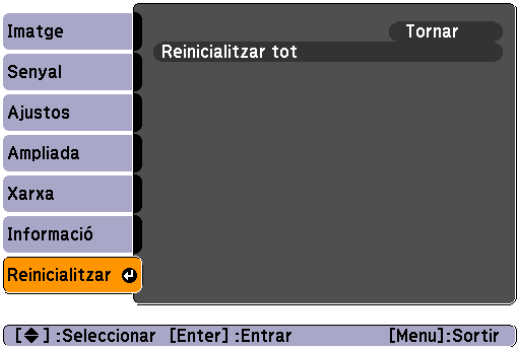 Imatge
Senyal
Ajustos
Ampliada
Xarxa
Informació
Reinicialitzar
Tornar
Reinicialitzar tot
[ ] :Seleccionar [Enter] :Entrar [Menu]:Sortir